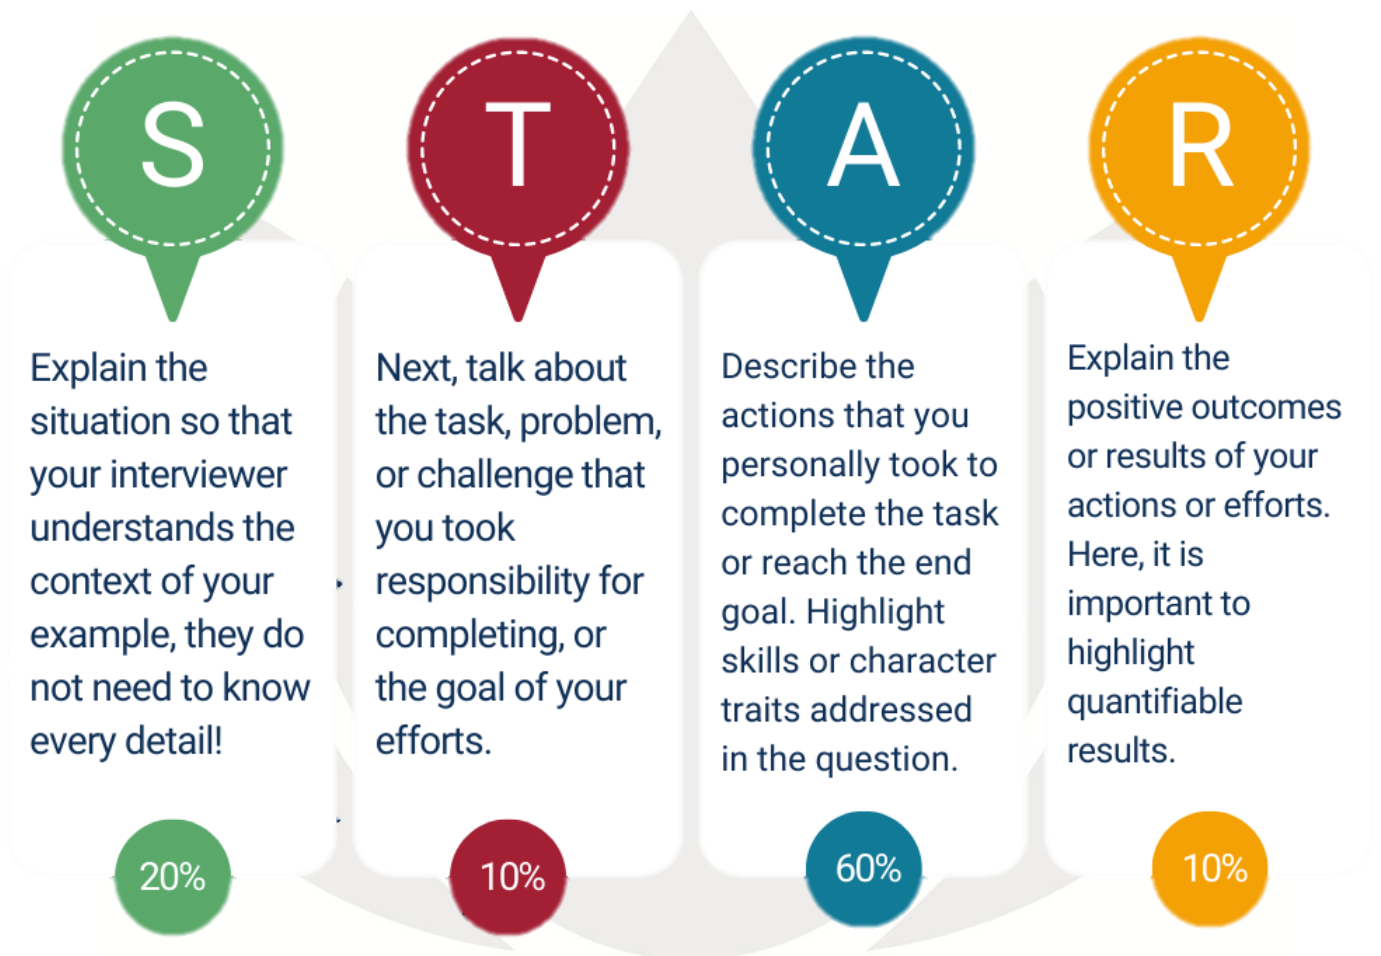 S
Explain the
situation so that
your interviewer
understands the
context of your
example, they do
not need to know
every detail!
20%
T
Next, talk about
the task, problem,
or challenge that
you took
responsibility for
completing, or
the goal of your
efforts.
10%
A
Describe the
actions that you
personally took to
complete the task
or reach the end
goal. Highlight
skills or character
traits addressed
in the question.
60%
R
Explain the
positive outcomes
or results of your
actions or efforts.
Here, it is
important to
highlight
quantifiable
results.
10%